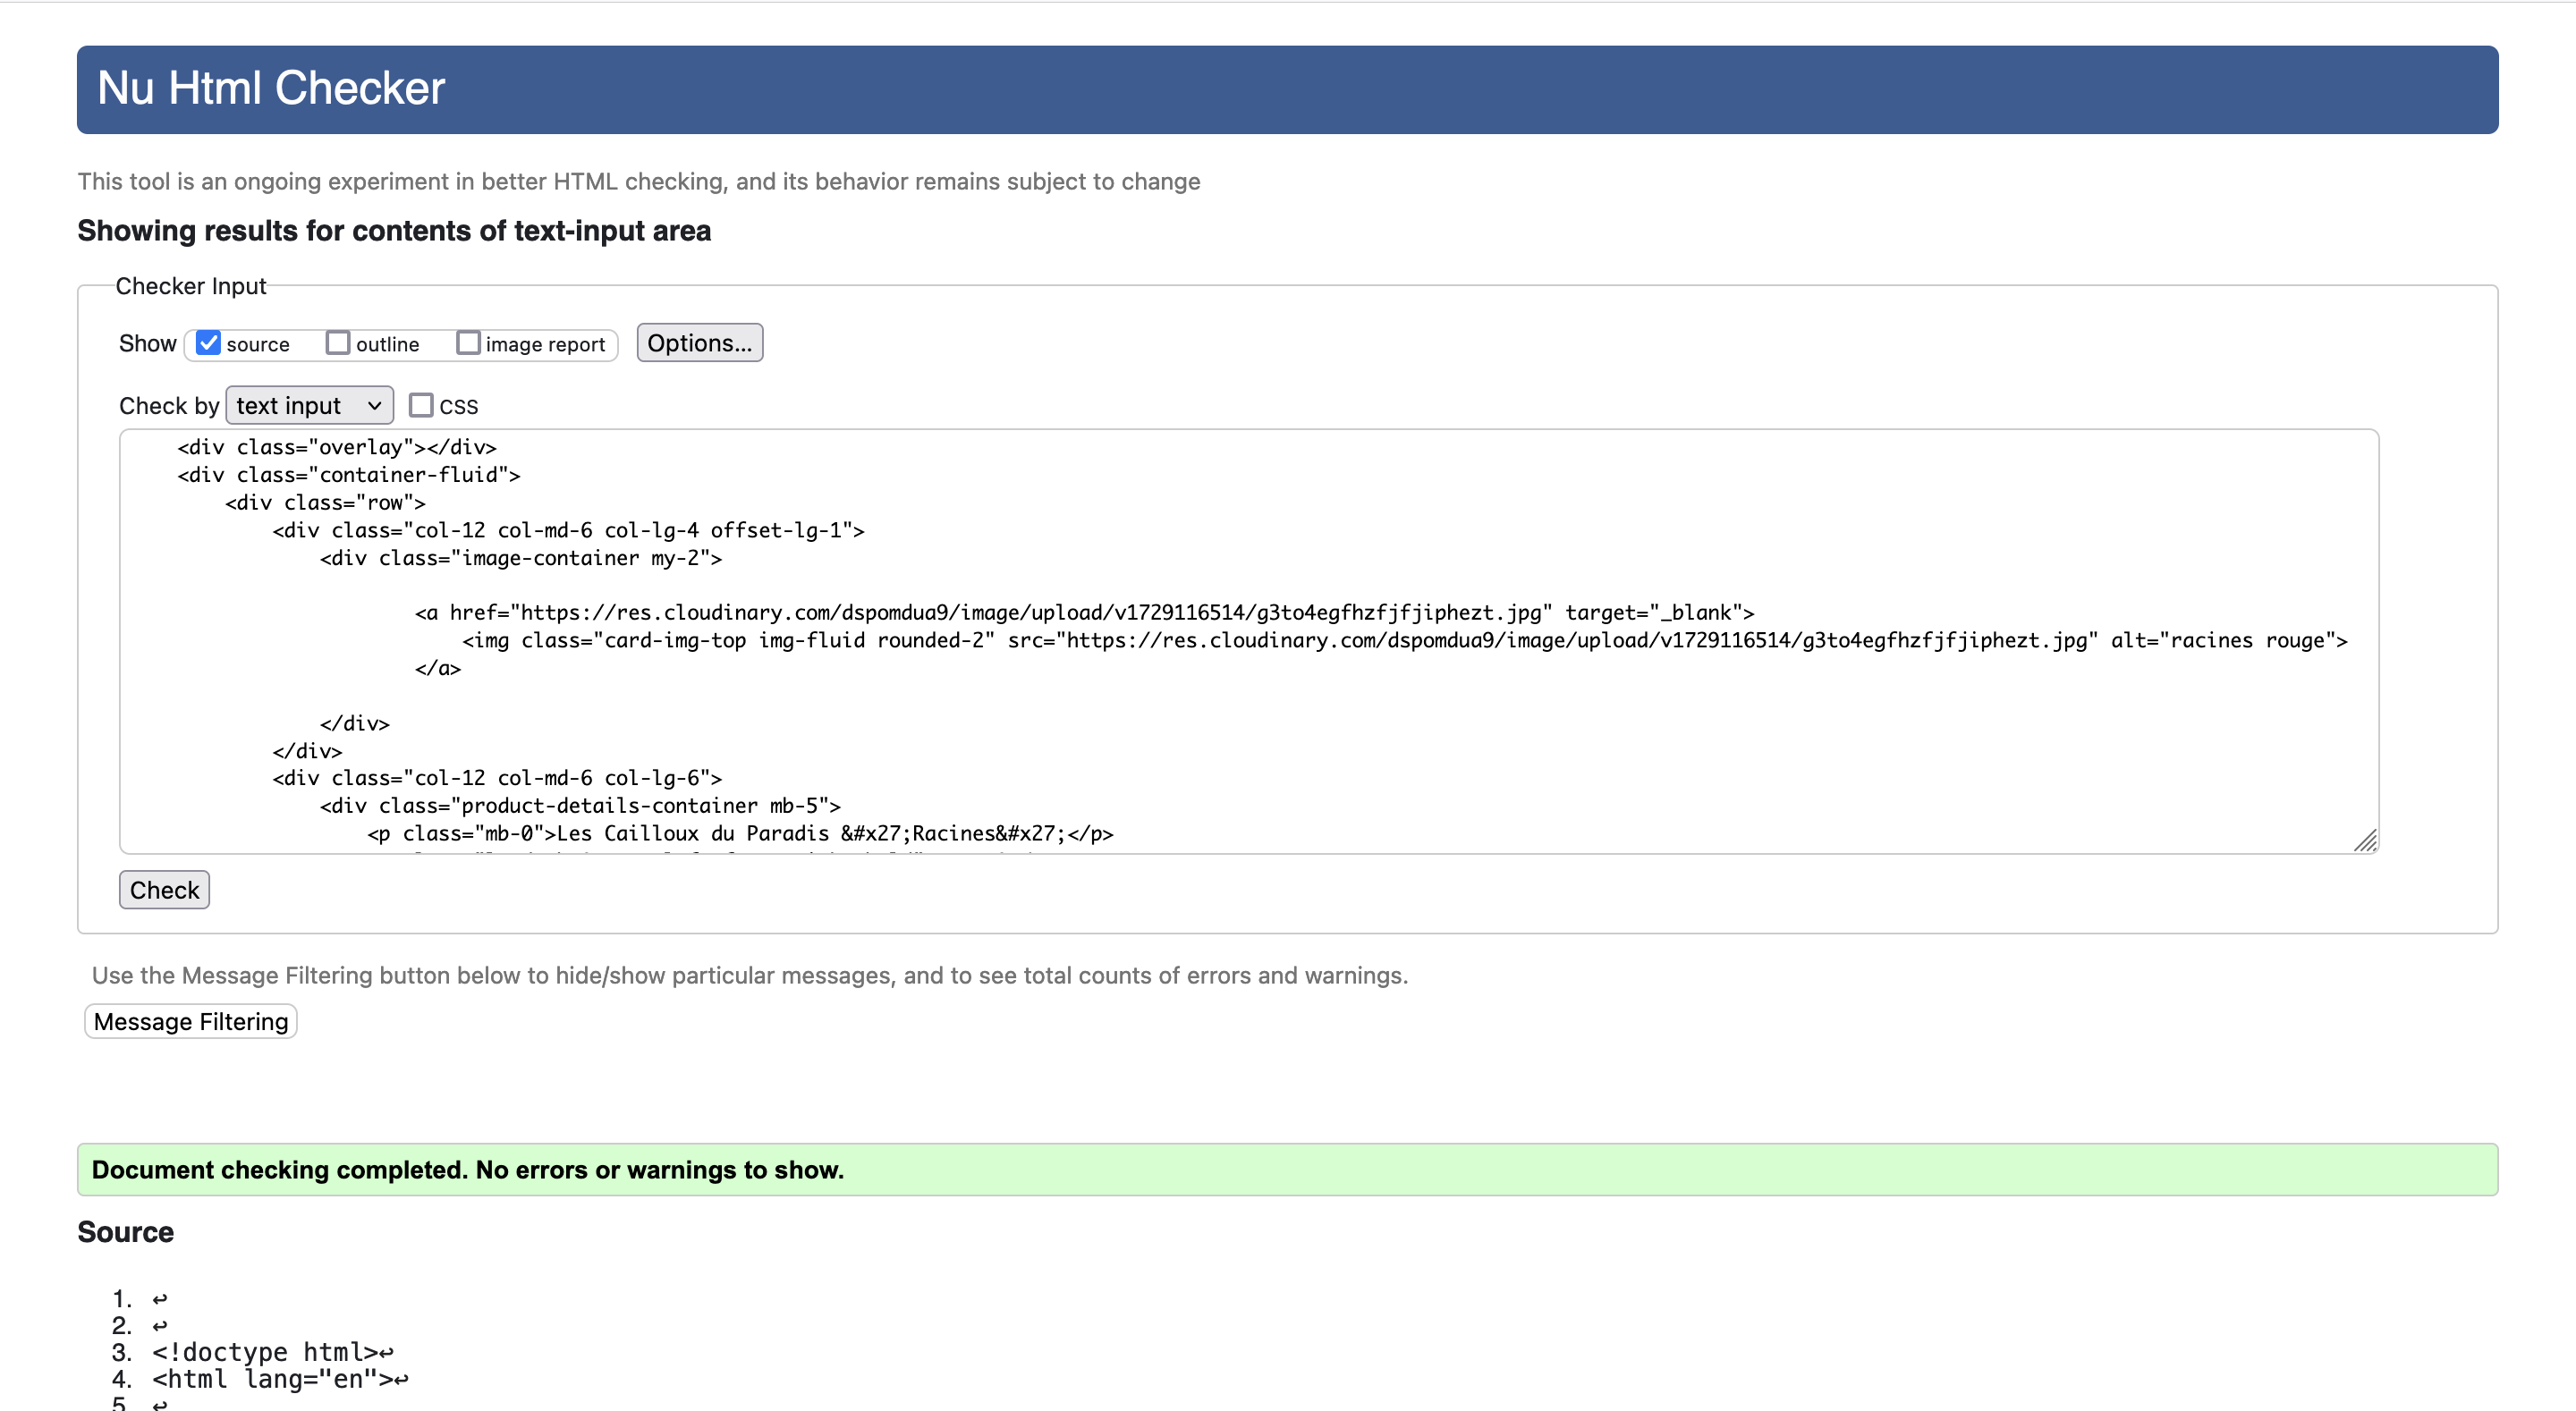 Nu Html Checker
This tool is an ongoing experiment in better HTML checking, and its behavior remains subject to change
Showing results for contents of text-input area
Checker Input
Show source outline image report Options...
Check by text input CSS
<div class="overlay"></div>
<div class="container-fluid">
<div class="row">
<div class="col-12 col-md-6 col-lg-4 offset-lg-1">
<div class="image-container my-2">
<a href="https://res.cloudinary.com/dspomdua9/image/upload/v1729116514/g3to4egfhzfjfjiphezt.jpg" target="_blank">
<img class="card-img-top img-fluid rounded-2" src="https://res.cloudinary.com/dspomdua9/image/upload/v1729116514/g3to4egfhzfjfjiphezt.jpg" alt="racines rouge">
</a>
</div>
</div>
<div class="col-12 col-md-6 col-lg-6">
<div class="product-details-container mb-5">
<p class="mb-0">Les Cailloux du Paradis &#x27;Racines&#x27;</p>
Check
Use the Message Filtering button below to hide/show particular messages, and to see total counts of errors and warnings.
Message Filtering
Document checking completed. No errors or warnings to show.
Source
1. ↩
2. ↩
3. <!doctype html>↩
4. <html lang="en">↩
5. ↩